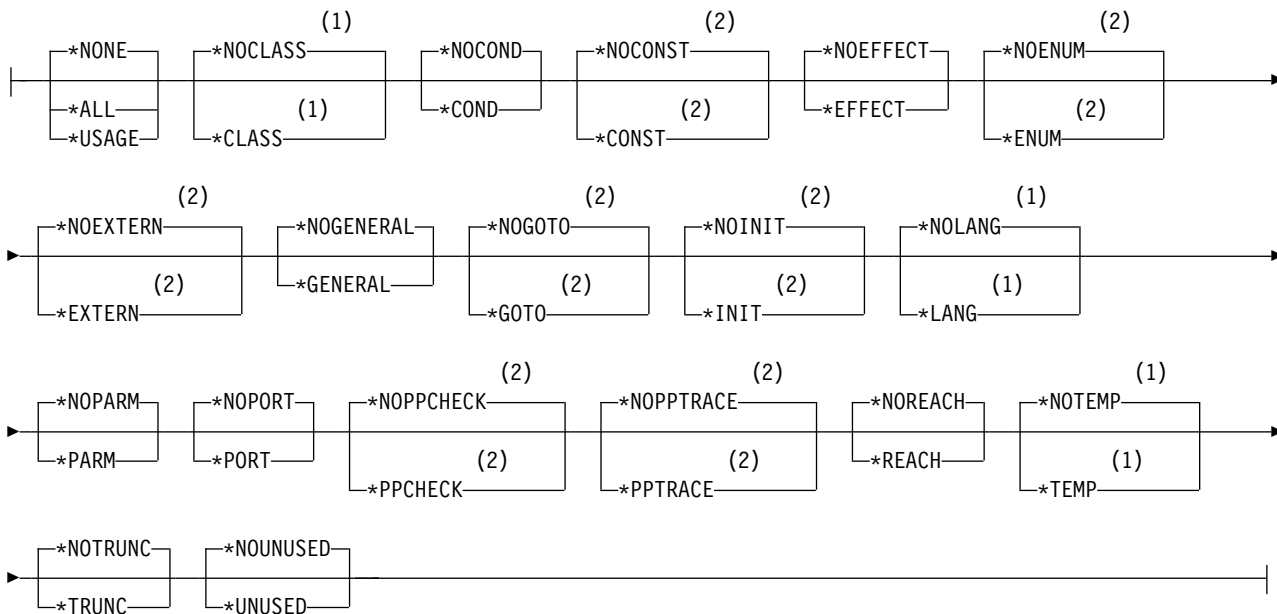 (1) (2) (2)
*NONE *NOCLASS *NOCOND *NOCONST *NOEFFECT *NOENUM
*ALL (1) *COND (2) *EFFECT (2)
*USAGE *CLASS *CONST *ENUM
(2) (2) (2) (1)
*NOEXTERN *NOGENERAL *NOGOTO *NOINIT *NOLANG
(2) *GENERAL (2) (2) (1)
*EXTERN *GOTO *INIT *LANG
(2) (2) (1)
*NOPARM *NOPORT *NOPPCHECK *NOPPTRACE *NOREACH *NOTEMP
*PARM *PORT (2) (2) *REACH (1)
*PPCHECK *PPTRACE *TEMP
*NOTRUNC *NOUNUSED
*TRUNC *UNUSED